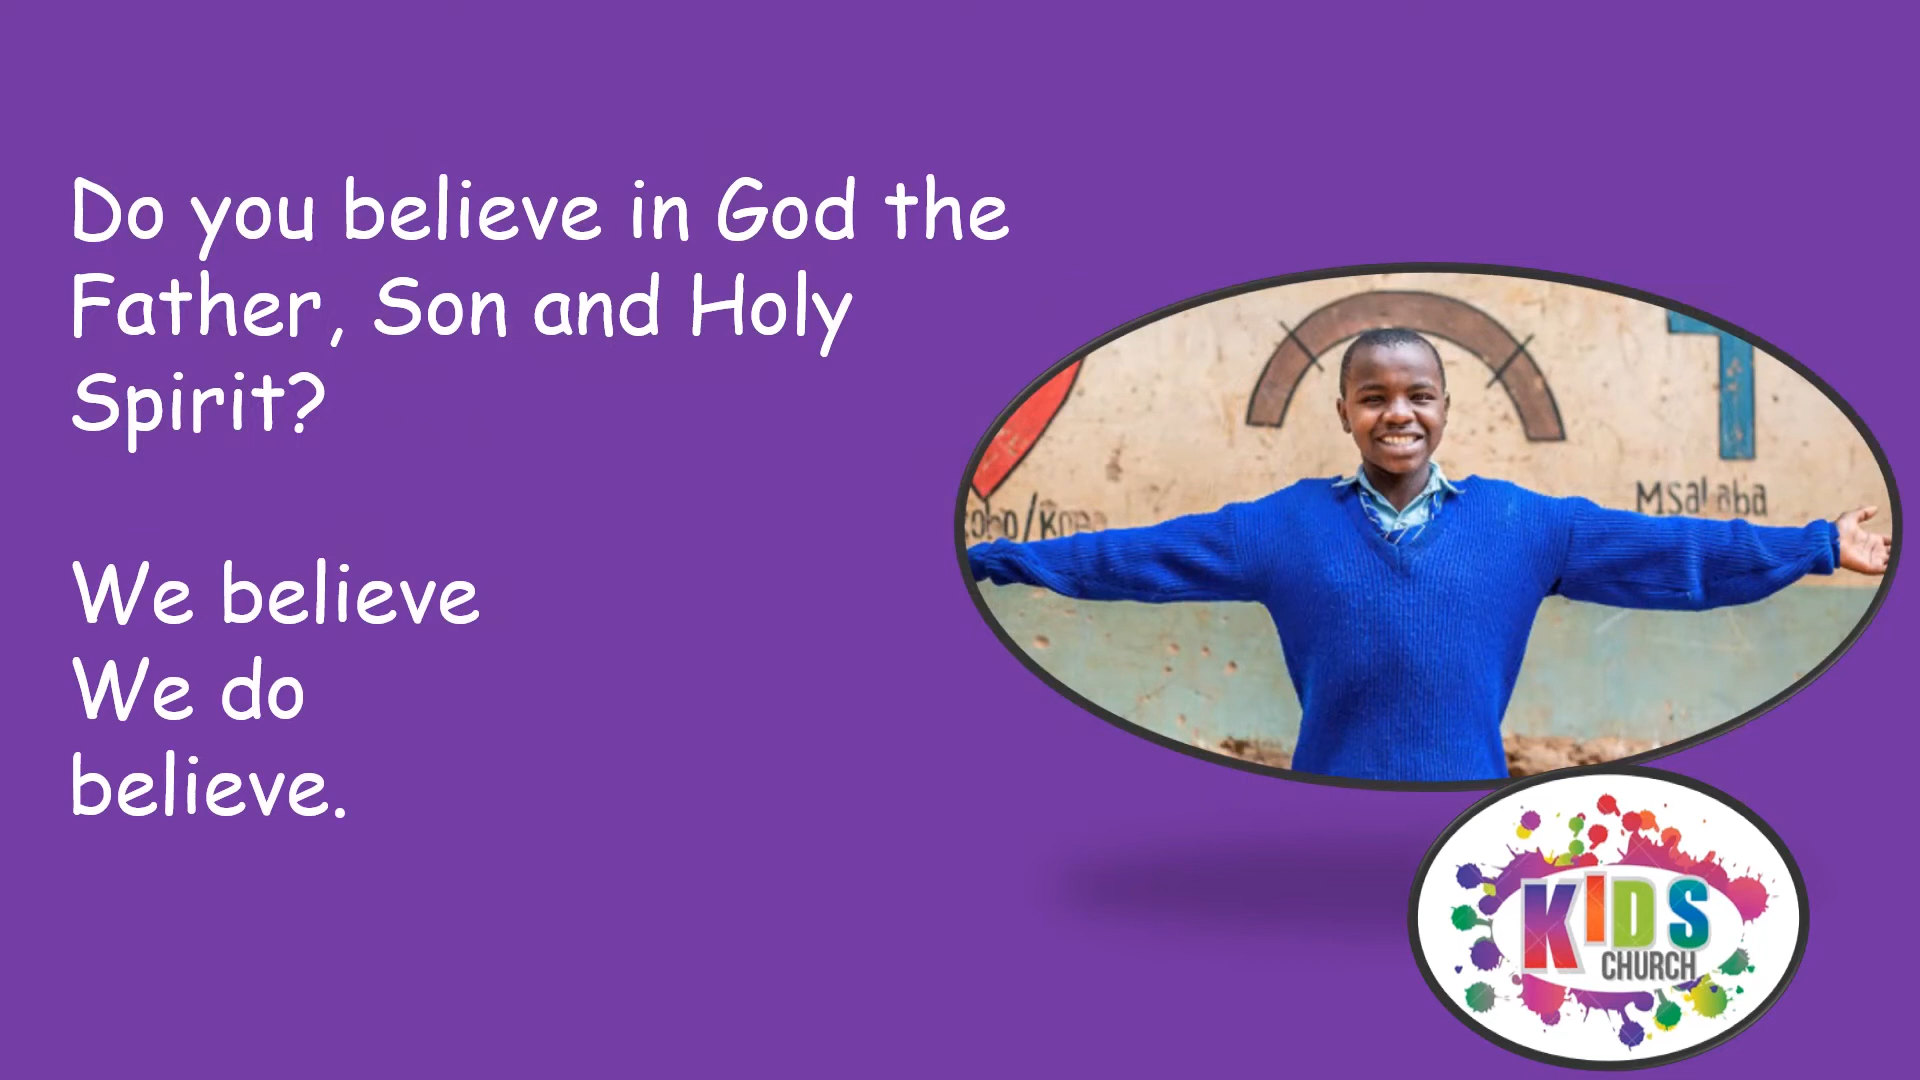 Do you believe in God the
Father, Son and Holy
Spirit?
We believe
We do
believe.
Msalaba
KIDS
CHURCH